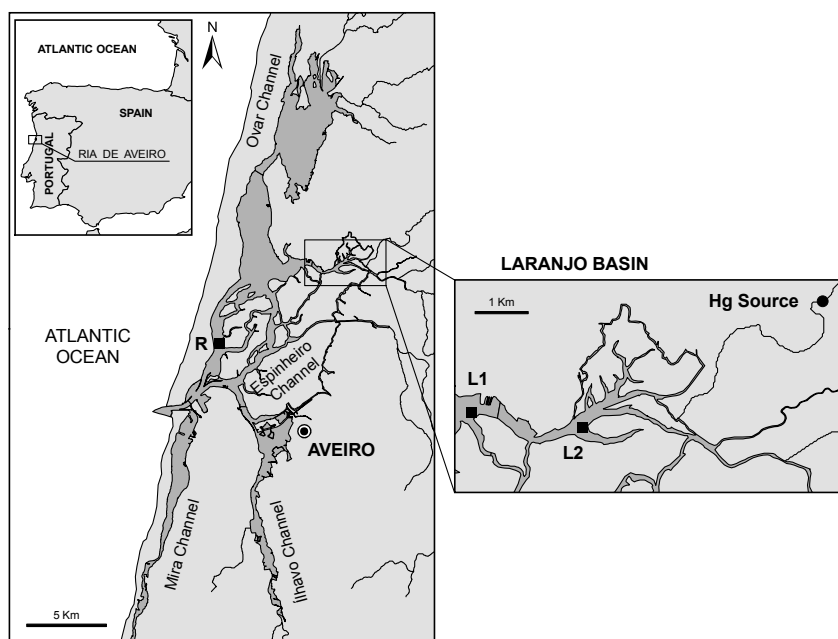 ATLANTIC OCEAN
SPAIN
PORTUGAL
RIA DE AVEIRO
N
Ovar Channel
ATLANTIC
OCEAN
R
Espinheiro
Channel
AVEIRO
Mira Channel
Ílhavo Channel
5 Km
LARANJO BASIN
1 Km
Hg Source
L1
L2